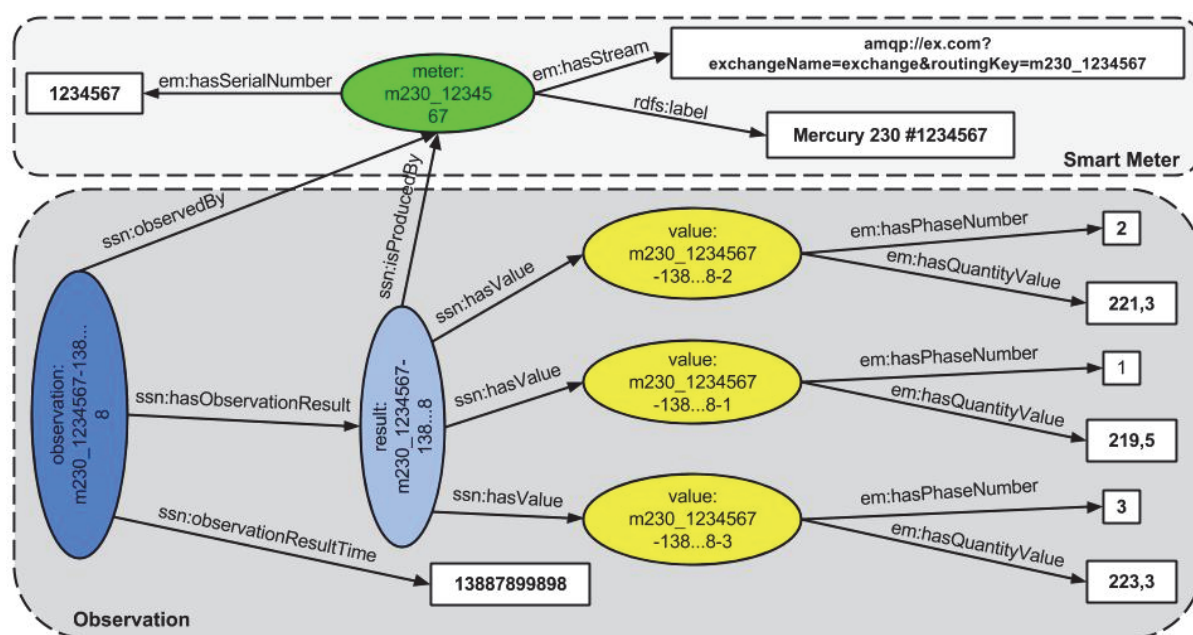 amqp://ex.com?
exchangeName=exchange&routingKey=m230_1234567
em:hasStream
em:hasSerialNumber
1234567
meter:
m230_12345
67
rdfs:label
Mercury 230 #1234567
Smart Meter
ssn:observedBy
ssn:isProducedBy
value:
m230_1234567
-138...8-2
em:hasPhaseNumber
2
em:hasQuantityValue
221,3
ssn:hasValue
observation:
m230_1234567-138...
8
ssn:hasObservationResult
result:
m230_1234567-
138...8
ssn:hasValue
value:
m230_1234567
-138...8-1
em:hasPhaseNumber
1
em:hasQuantityValue
219,5
ssn:hasValue
value:
m230_1234567
-138...8-3
em:hasPhaseNumber
3
em:hasQuantityValue
223,3
ssn:observationResultTime
13887899898
Observation